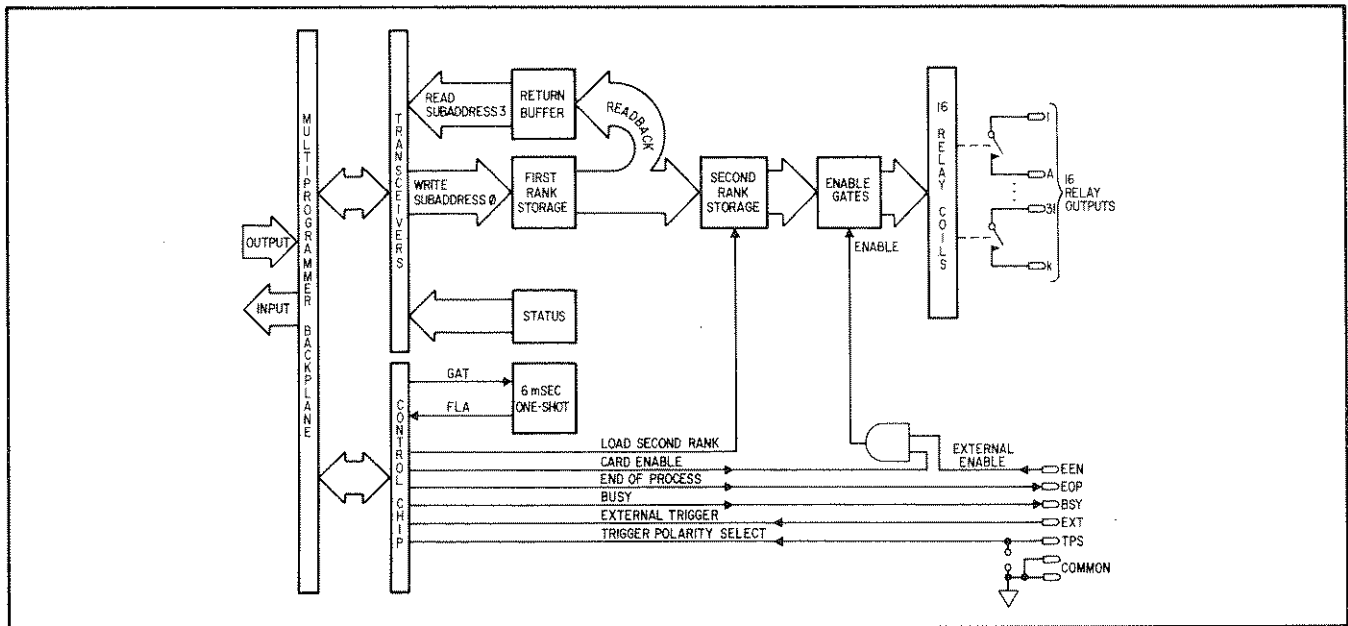 MULTIPROGRAMMER BACKPLANE
OUTPUT
INPUT
TRANSCEIVERS
READ
SUBADDRESS 3
RETURN
BUFFER
READBACK
WRITE
SUBADDRESS Ø
FIRST
RANK
STORAGE
SECOND
RANK
STORAGE
ENABLE
GATES
ENABLE
16 RELAY COILS
1
A
31
k
16
RELAY
OUTPUTS
STATUS
CONTROL CHIP
GAT
FLA
6 mSEC
ONE-SHOT
LOAD SECOND RANK
CARD ENABLE
END OF PROCESS
BUSY
EXTERNAL TRIGGER
TRIGGER POLARITY SELECT
EXTERNAL
ENABLE
EEN
EOP
BSY
EXT
TPS
COMMON